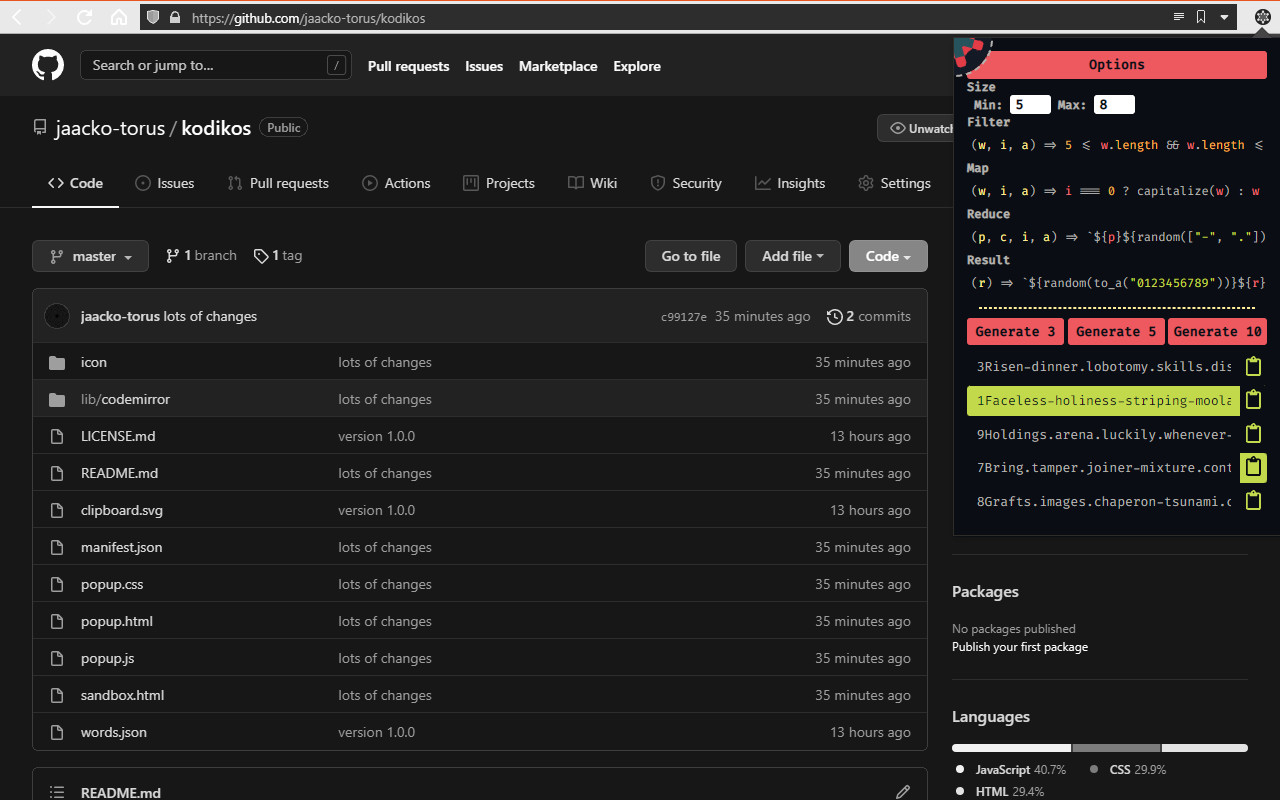 https://github.com/jaacko-torus/kodikos
Search or jump to... /
Pull requests Issues Marketplace Explore
jaacko-torus / kodikos Public
Unwatch
Code Issues Pull requests Actions Projects Wiki Security Insights Settings
master 1 branch 1 tag Go to file Add file Code
jaacko-torus lots of changes c99127e 35 minutes ago 2 commits
icon lots of changes 35 minutes ago
lib/codemirror lots of changes 35 minutes ago
LICENSE.md version 1.0.0 13 hours ago
README.md lots of changes 35 minutes ago
clipboard.svg version 1.0.0 13 hours ago
manifest.json lots of changes 35 minutes ago
popup.css lots of changes 35 minutes ago
popup.html lots of changes 35 minutes ago
popup.js lots of changes 35 minutes ago
sandbox.html lots of changes 35 minutes ago
words.json version 1.0.0 13 hours ago
README.md
Options
Size
Min: 5 Max: 8
Filter
(w, i, a) => 5 <= w.length && w.length <=
Map
(w, i, a) => i === 0 ? capitalize(w) : w
Reduce
(p, c, i, a) => `${p}${random(["-", "."])
Result
(r) => `${random(to_a("0123456789"))}${r}
Generate 3 Generate 5 Generate 10
3Risen-dinner.lobotomy.skills.dis
1Faceless-holiness-striping-moola
9Holdings.arena.luckily.whenever-
7Bring.tamper.joiner-mixture.cont
8Grafts.images.chaperon-tsunami.c
Packages
No packages published
Publish your first package
Languages
JavaScript 40.7% CSS 29.9%
HTML 29.4%